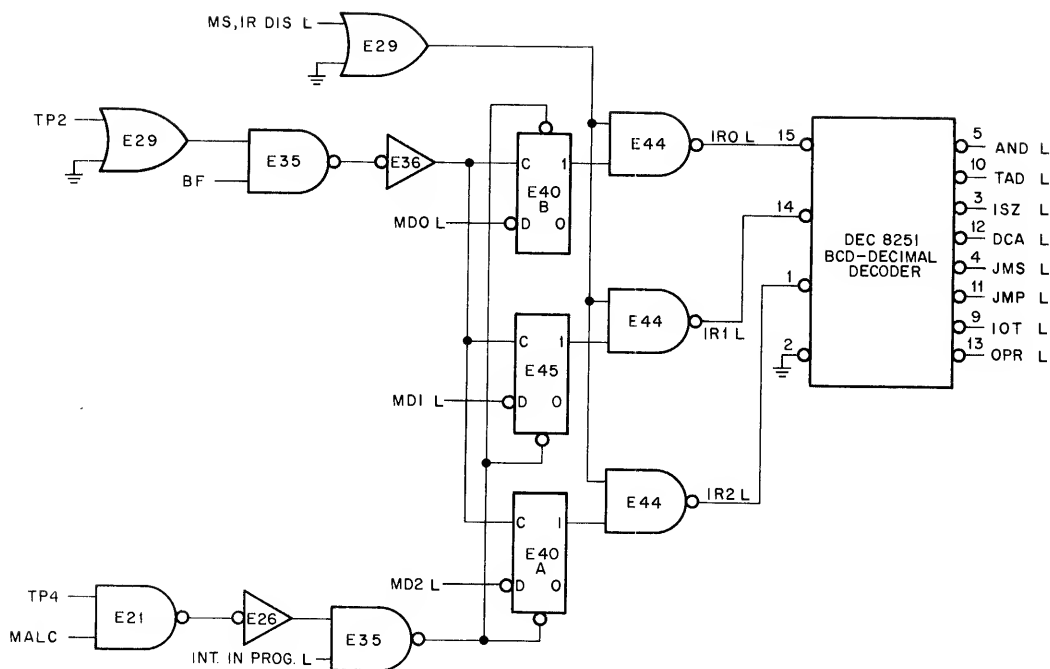 MS, IR DIS L
E29
TP2
E29
E35
BF
E36
C 1
E40
B
D 0
MD0 L
E44
IR0 L
15
14
1
2
DEC 8251
BCD-DECIMAL
DECODER
5 AND L
10 TAD L
3 ISZ L
12 DCA L
4 JMS L
11 JMP L
9 IOT L
13 OPR L
C 1
E45
D 0
MD1 L
E44
IR1 L
C 1
E40
A
D 0
MD2 L
E44
IR2 L
TP4
MALC
E21
E26
E35
INT. IN PROG. L